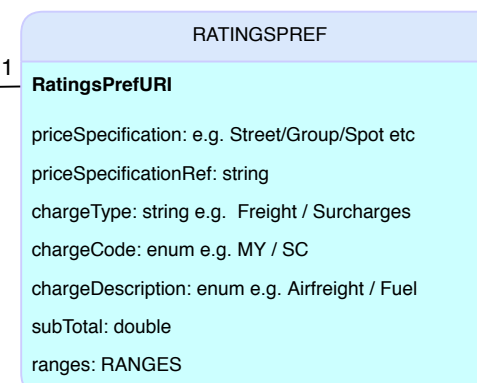 RATINGSPREF
1
RatingsPrefURI
priceSpecification: e.g. Street/Group/Spot etc
priceSpecificationRef: string
chargeType: string e.g.  Freight / Surcharges
chargeCode: enum e.g. MY / SC
chargeDescription: enum e.g. Airfreight / Fuel
subTotal: double
ranges: RANGES